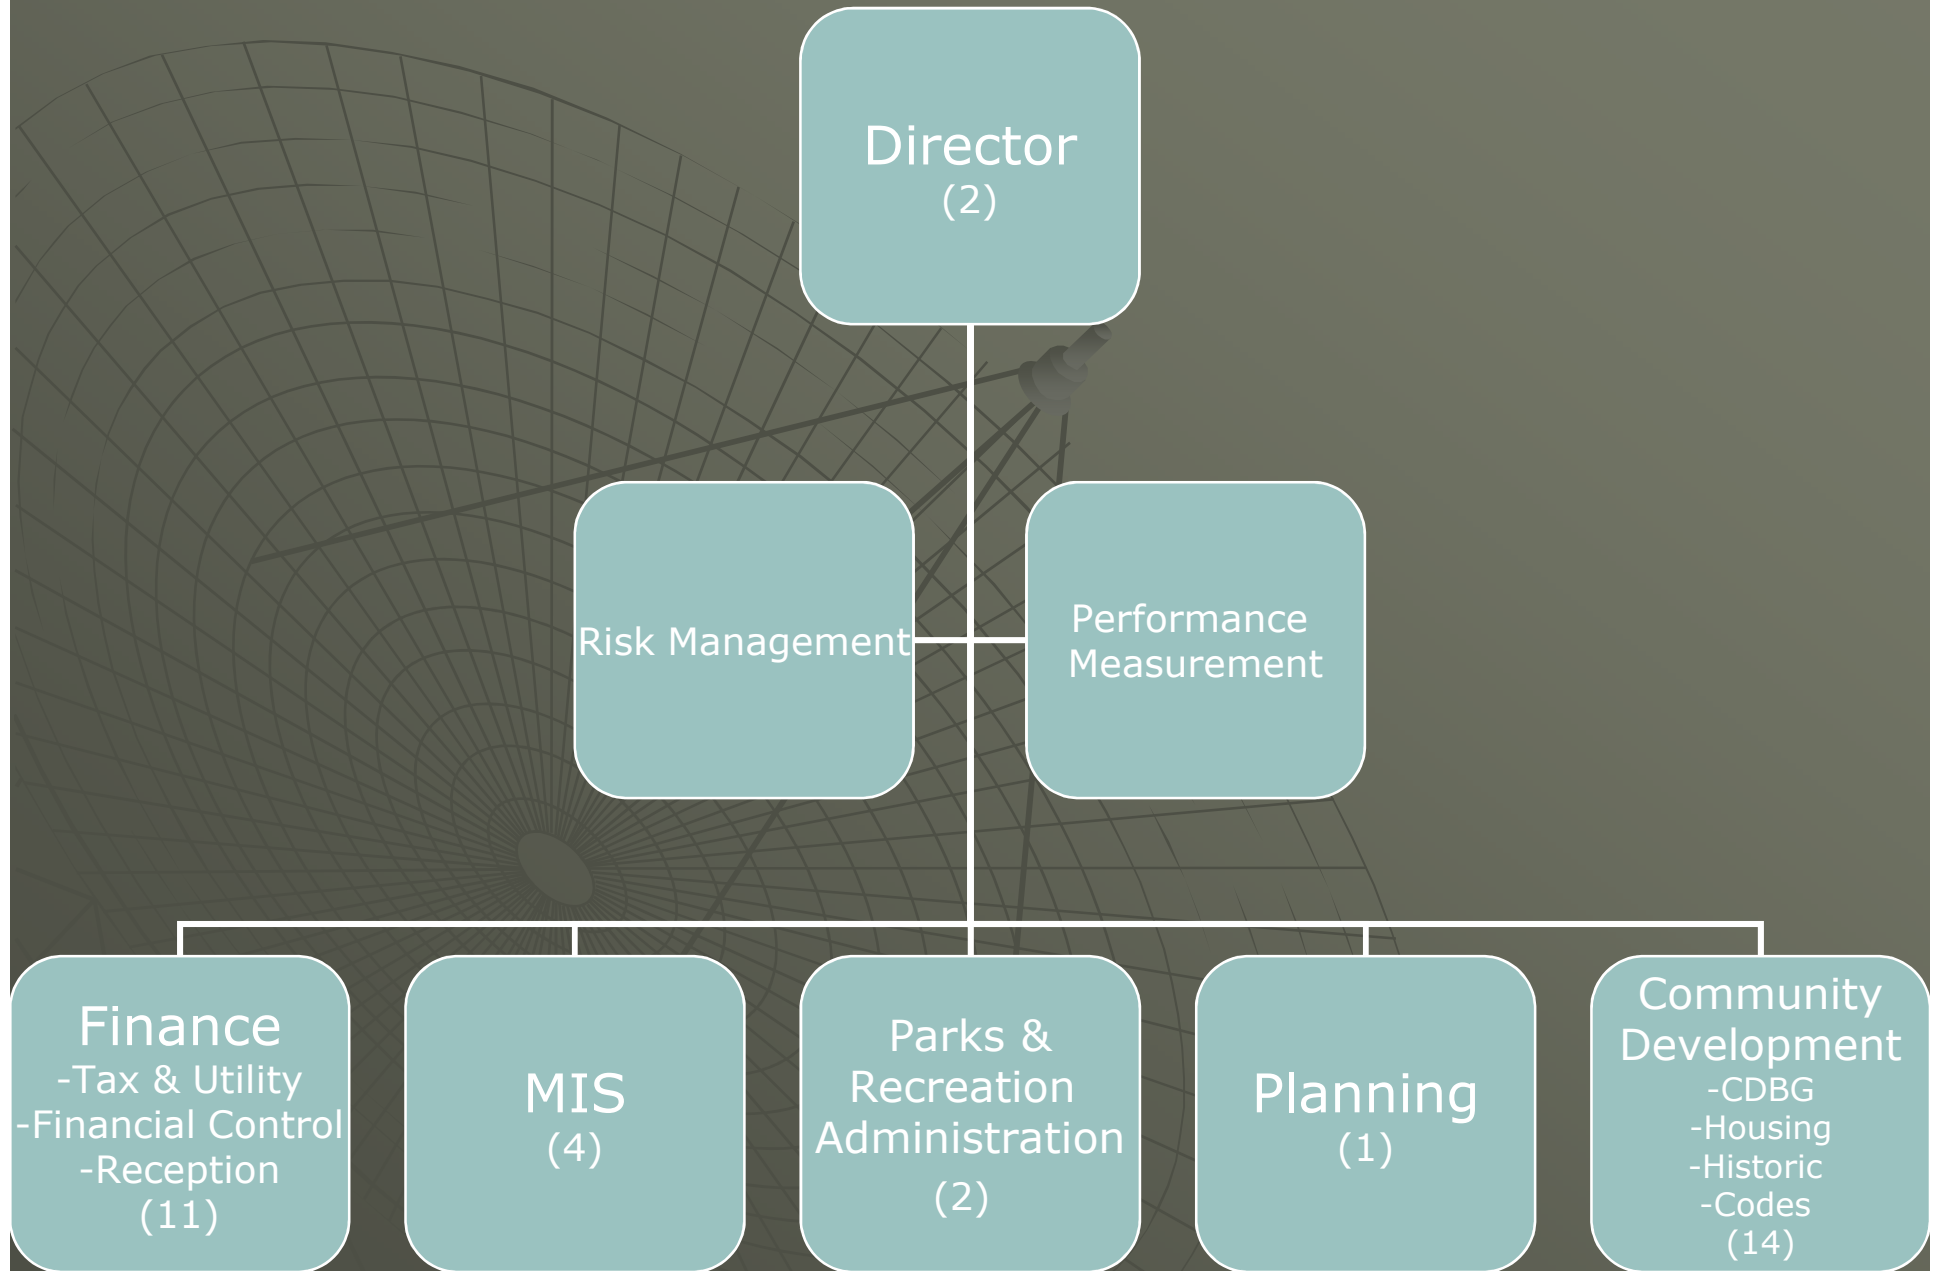 Director
(2)
Risk Management
Performance
Measurement
Finance
-Tax & Utility
-Financial Control
-Reception
(11)
MIS
(4)
Parks &
Recreation
Administration
(2)
Planning
(1)
Community
Development
-CDBG
-Housing
-Historic
-Codes
(14)